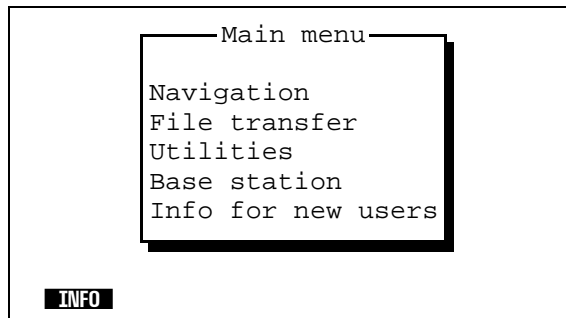 Main menu
Navigation
File transfer
Utilities
Base station
Info for new users
INFO